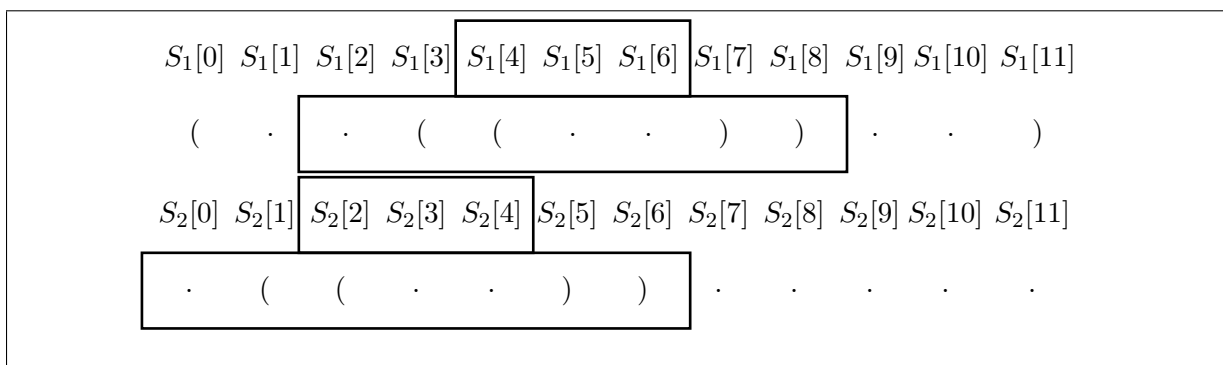 S₁[0] S₁[1] S₁[2] S₁[3] S₁[4] S₁[5] S₁[6] S₁[7] S₁[8] S₁[9] S₁[10] S₁[11]
( · · ( ( · · ) ) · · )
S₂[0] S₂[1] S₂[2] S₂[3] S₂[4] S₂[5] S₂[6] S₂[7] S₂[8] S₂[9] S₂[10] S₂[11]
· ( ( · · ) ) · · · · ·